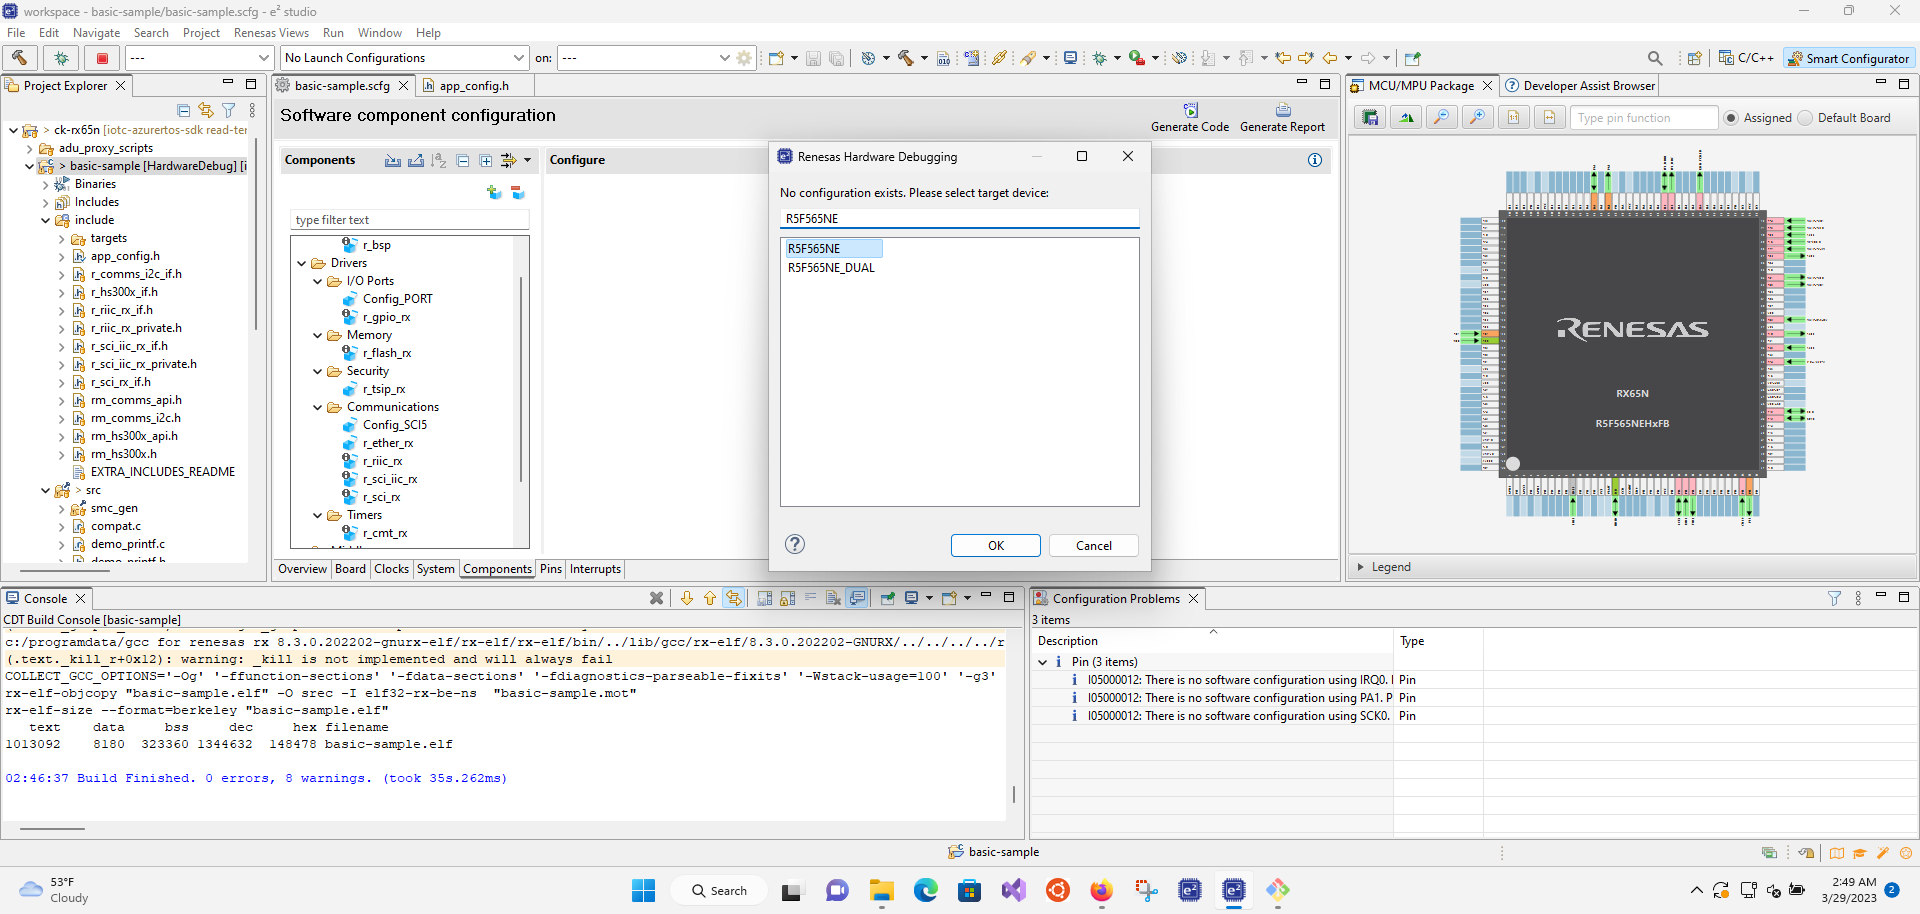 workspace - basic-sample/basic-sample.scfg - e² studio
File Edit Navigate Search Project Renesas Views Run Window Help
--- No Launch Configurations on: ---
C/C++ Smart Configurator
Project Explorer
> ck-rx65n [iotc-azurertos-sdk read-ter
adu_proxy_scripts
> basic-sample [HardwareDebug] [i
Binaries
Includes
include
targets
app_config.h
r_comms_i2c_if.h
r_hs300x_if.h
r_riic_rx_if.h
r_riic_rx_private.h
r_sci_iic_rx_if.h
r_sci_iic_rx_private.h
r_sci_rx_if.h
rm_comms_api.h
rm_comms_i2c.h
rm_hs300x_api.h
rm_hs300x.h
EXTRA_INCLUDES_README
> src
smc_gen
compat.c
demo_printf.c
demo_printf.h
basic-sample.scfg
app_config.h
Software component configuration
Generate Code Generate Report
Components
Configure
type filter text
r_bsp
Drivers
I/O Ports
Config_PORT
r_gpio_rx
Memory
r_flash_rx
Security
r_tsip_rx
Communications
Config_SCI5
r_ether_rx
r_riic_rx
r_sci_iic_rx
r_sci_rx
Timers
r_cmt_rx
Overview Board Clocks System Components Pins Interrupts
Renesas Hardware Debugging
No configuration exists. Please select target device:
R5F565NE
R5F565NE
R5F565NE_DUAL
OK Cancel
MCU/MPU Package
Developer Assist Browser
Type pin function
Assigned
Default Board
RENESAS
RX65N
R5F565NEHxFB
Legend
Console
CDT Build Console [basic-sample]
c:/programdata/gcc for renesas rx 8.3.0.202202-gnurx-elf/rx-elf/rx-elf/bin/../lib/gcc/rx-elf/8.3.0.202202-GNURX/../../../../r
(.text._kill_r+0x12): warning: _kill is not implemented and will always fail
COLLECT_GCC_OPTIONS='-Og' '-ffunction-sections' '-fdata-sections' '-fdiagnostics-parseable-fixits' '-Wstack-usage=100' '-g3'
rx-elf-objcopy "basic-sample.elf" -O srec -I elf32-rx-be-ns  "basic-sample.mot"
rx-elf-size --format=berkeley "basic-sample.elf"
text data bss dec hex filename
1013092 8180 323360 1344632 148478 basic-sample.elf
02:46:37 Build Finished. 0 errors, 8 warnings. (took 35s.262ms)
Configuration Problems
3 items
Description Type
Pin (3 items)
I05000012: There is no software configuration using IRQ0. Pin
I05000012: There is no software configuration using PA1. P Pin
I05000012: There is no software configuration using SCK0. Pin
basic-sample
53°F
Cloudy
Search
2:49 AM
3/29/2023
2